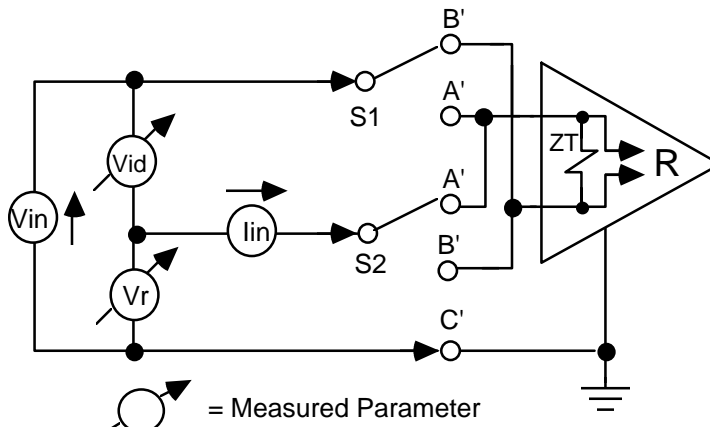 B'
A'
S1
ZT
R
Vid
Vin
Iin
A'
S2
B'
Vr
C'
= Measured Parameter